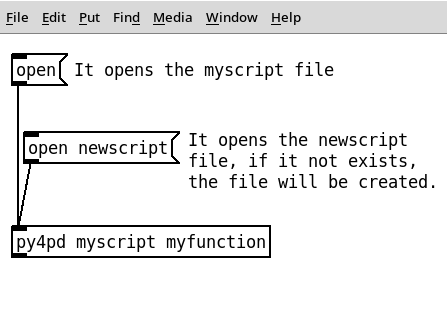 File Edit Put Find Media Window Help
open It opens the myscript file
open newscript
It opens the newscript
file, if it not exists,
the file will be created.
py4pd myscript myfunction